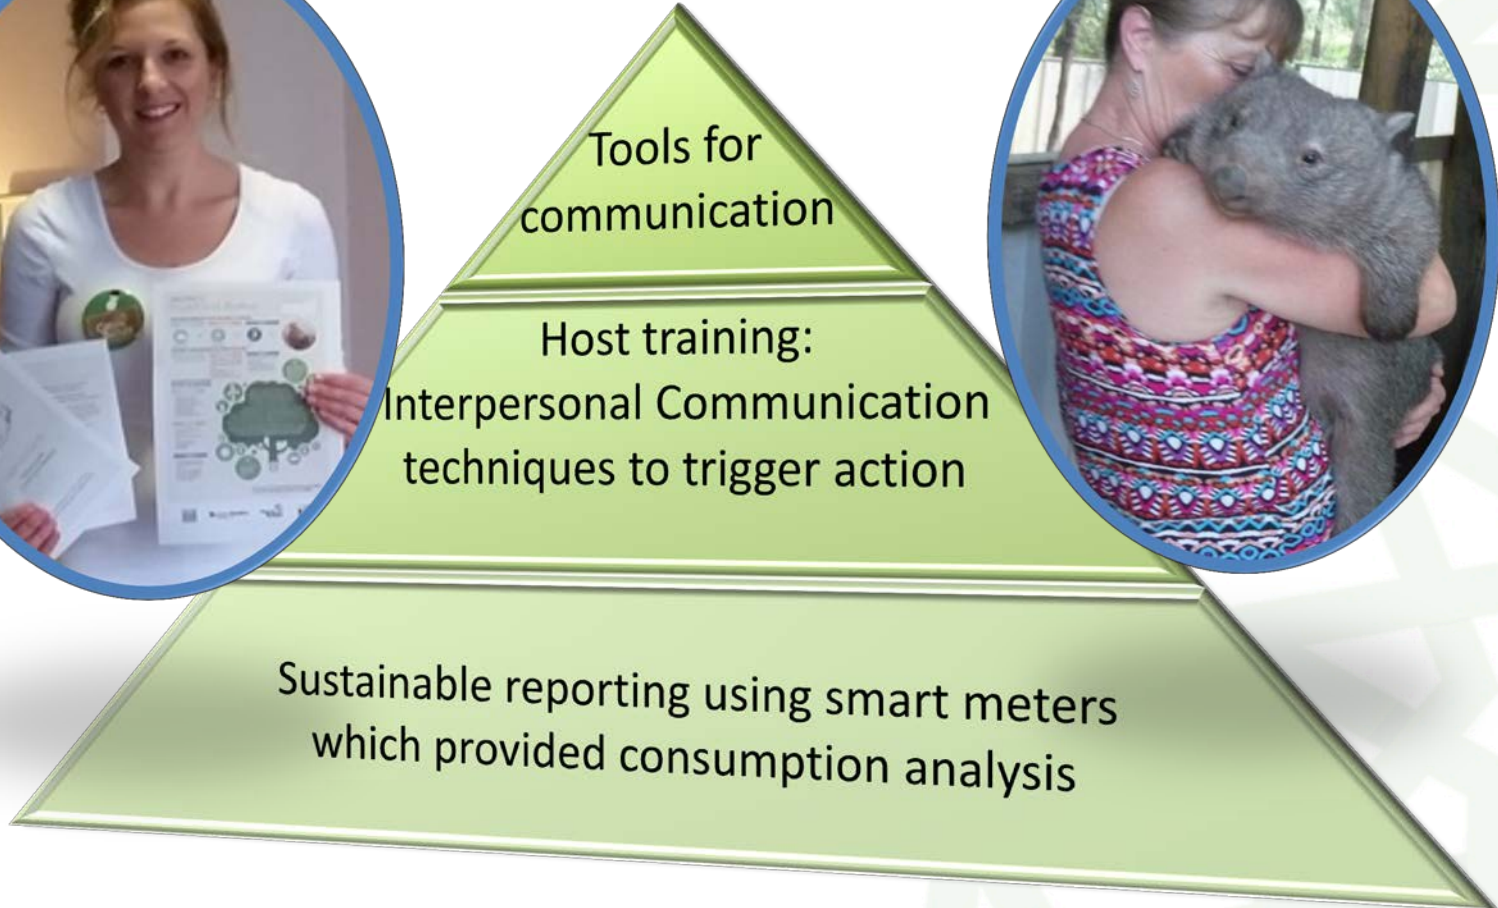 Tools for
communication
Host training:
Interpersonal Communication
techniques to trigger action
Sustainable reporting using smart meters
which provided consumption analysis